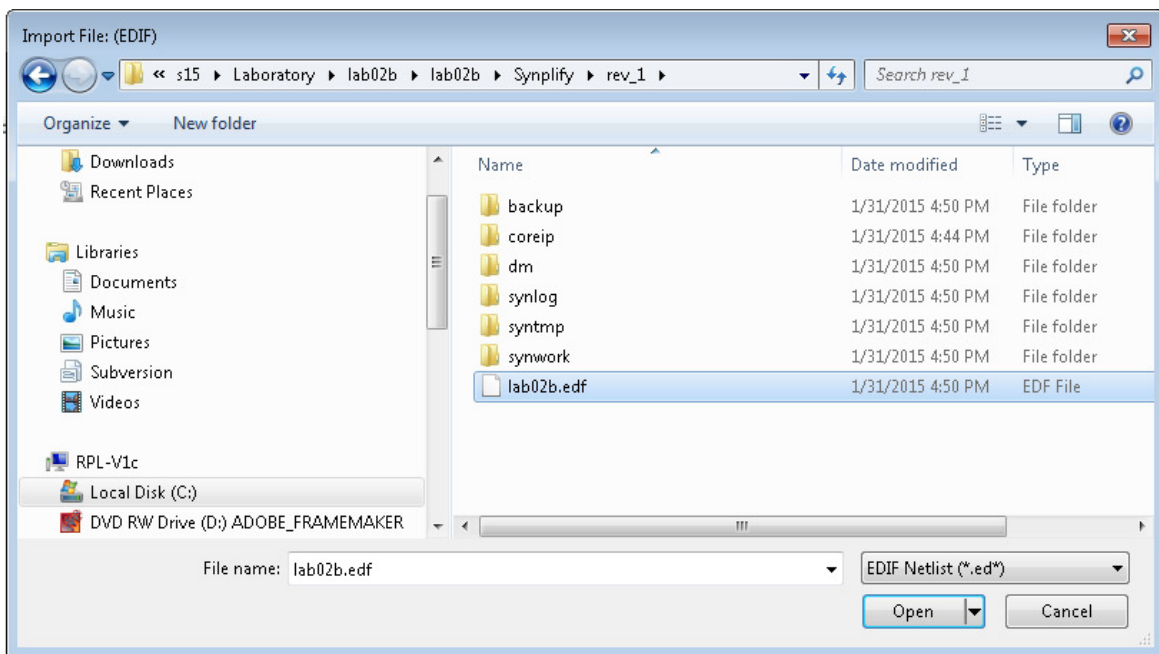 Import File: (EDIF)
« s15 ▸ Laboratory ▸ lab02b ▸ lab02b ▸ Synplify ▸ rev_1 ▸
Search rev_1
Organize
New folder
Downloads
Recent Places
Libraries
Documents
Music
Pictures
Subversion
Videos
RPL-V1c
Local Disk (C:)
DVD RW Drive (D:) ADOBE_FRAMEMAKER
Name Date modified Type
backup 1/31/2015 4:50 PM File folder
coreip 1/31/2015 4:44 PM File folder
dm 1/31/2015 4:50 PM File folder
synlog 1/31/2015 4:50 PM File folder
syntmp 1/31/2015 4:50 PM File folder
synwork 1/31/2015 4:50 PM File folder
lab02b.edf 1/31/2015 4:50 PM EDF File
File name: lab02b.edf
EDIF Netlist (*.ed*)
Open
Cancel